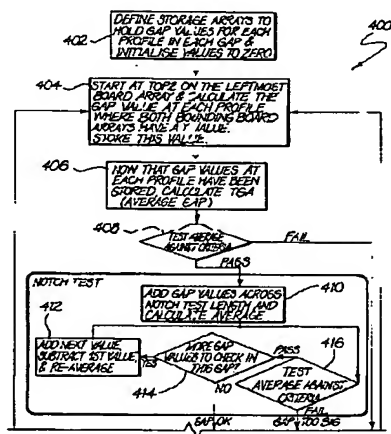 400
402
DEFINE STORAGE ARRAYS TO
HOLD GAP VALUES FOR EACH
PROFILE IN EACH GAP &
INITIALISE VALUES TO ZERO
404
START AT TOP2 ON THE LEFTMOST
BOARD ARRAY & CALCULATE THE
GAP VALUE AT EACH PROFILE
WHERE BOTH BOUNDING BOARD
ARRAYS HAVE A Y VALUE.
STORE THIS VALUE.
406
NOW THAT GAP VALUES AT
EACH PROFILE HAVE BEEN
STORED, CALCULATE TGA
(AVERAGE GAP)
408
TEST AVERAGE
AGAINST CRITERIA
FAIL
PASS
NOTCH TEST
410
ADD GAP VALUES ACROSS
NOTCH TEST LENGTH AND
CALCULATE AVERAGE
412
ADD NEXT VALUE,
SUBTRACT 1ST VALUE,
& RE-AVERAGE
YES
MORE GAP
VALUES TO CHECK IN
THIS GAP?
414
NO
PASS
416
TEST
AVERAGE AGAINST
CRITERIA
FAIL
GAP OK
GAP TOO BIG